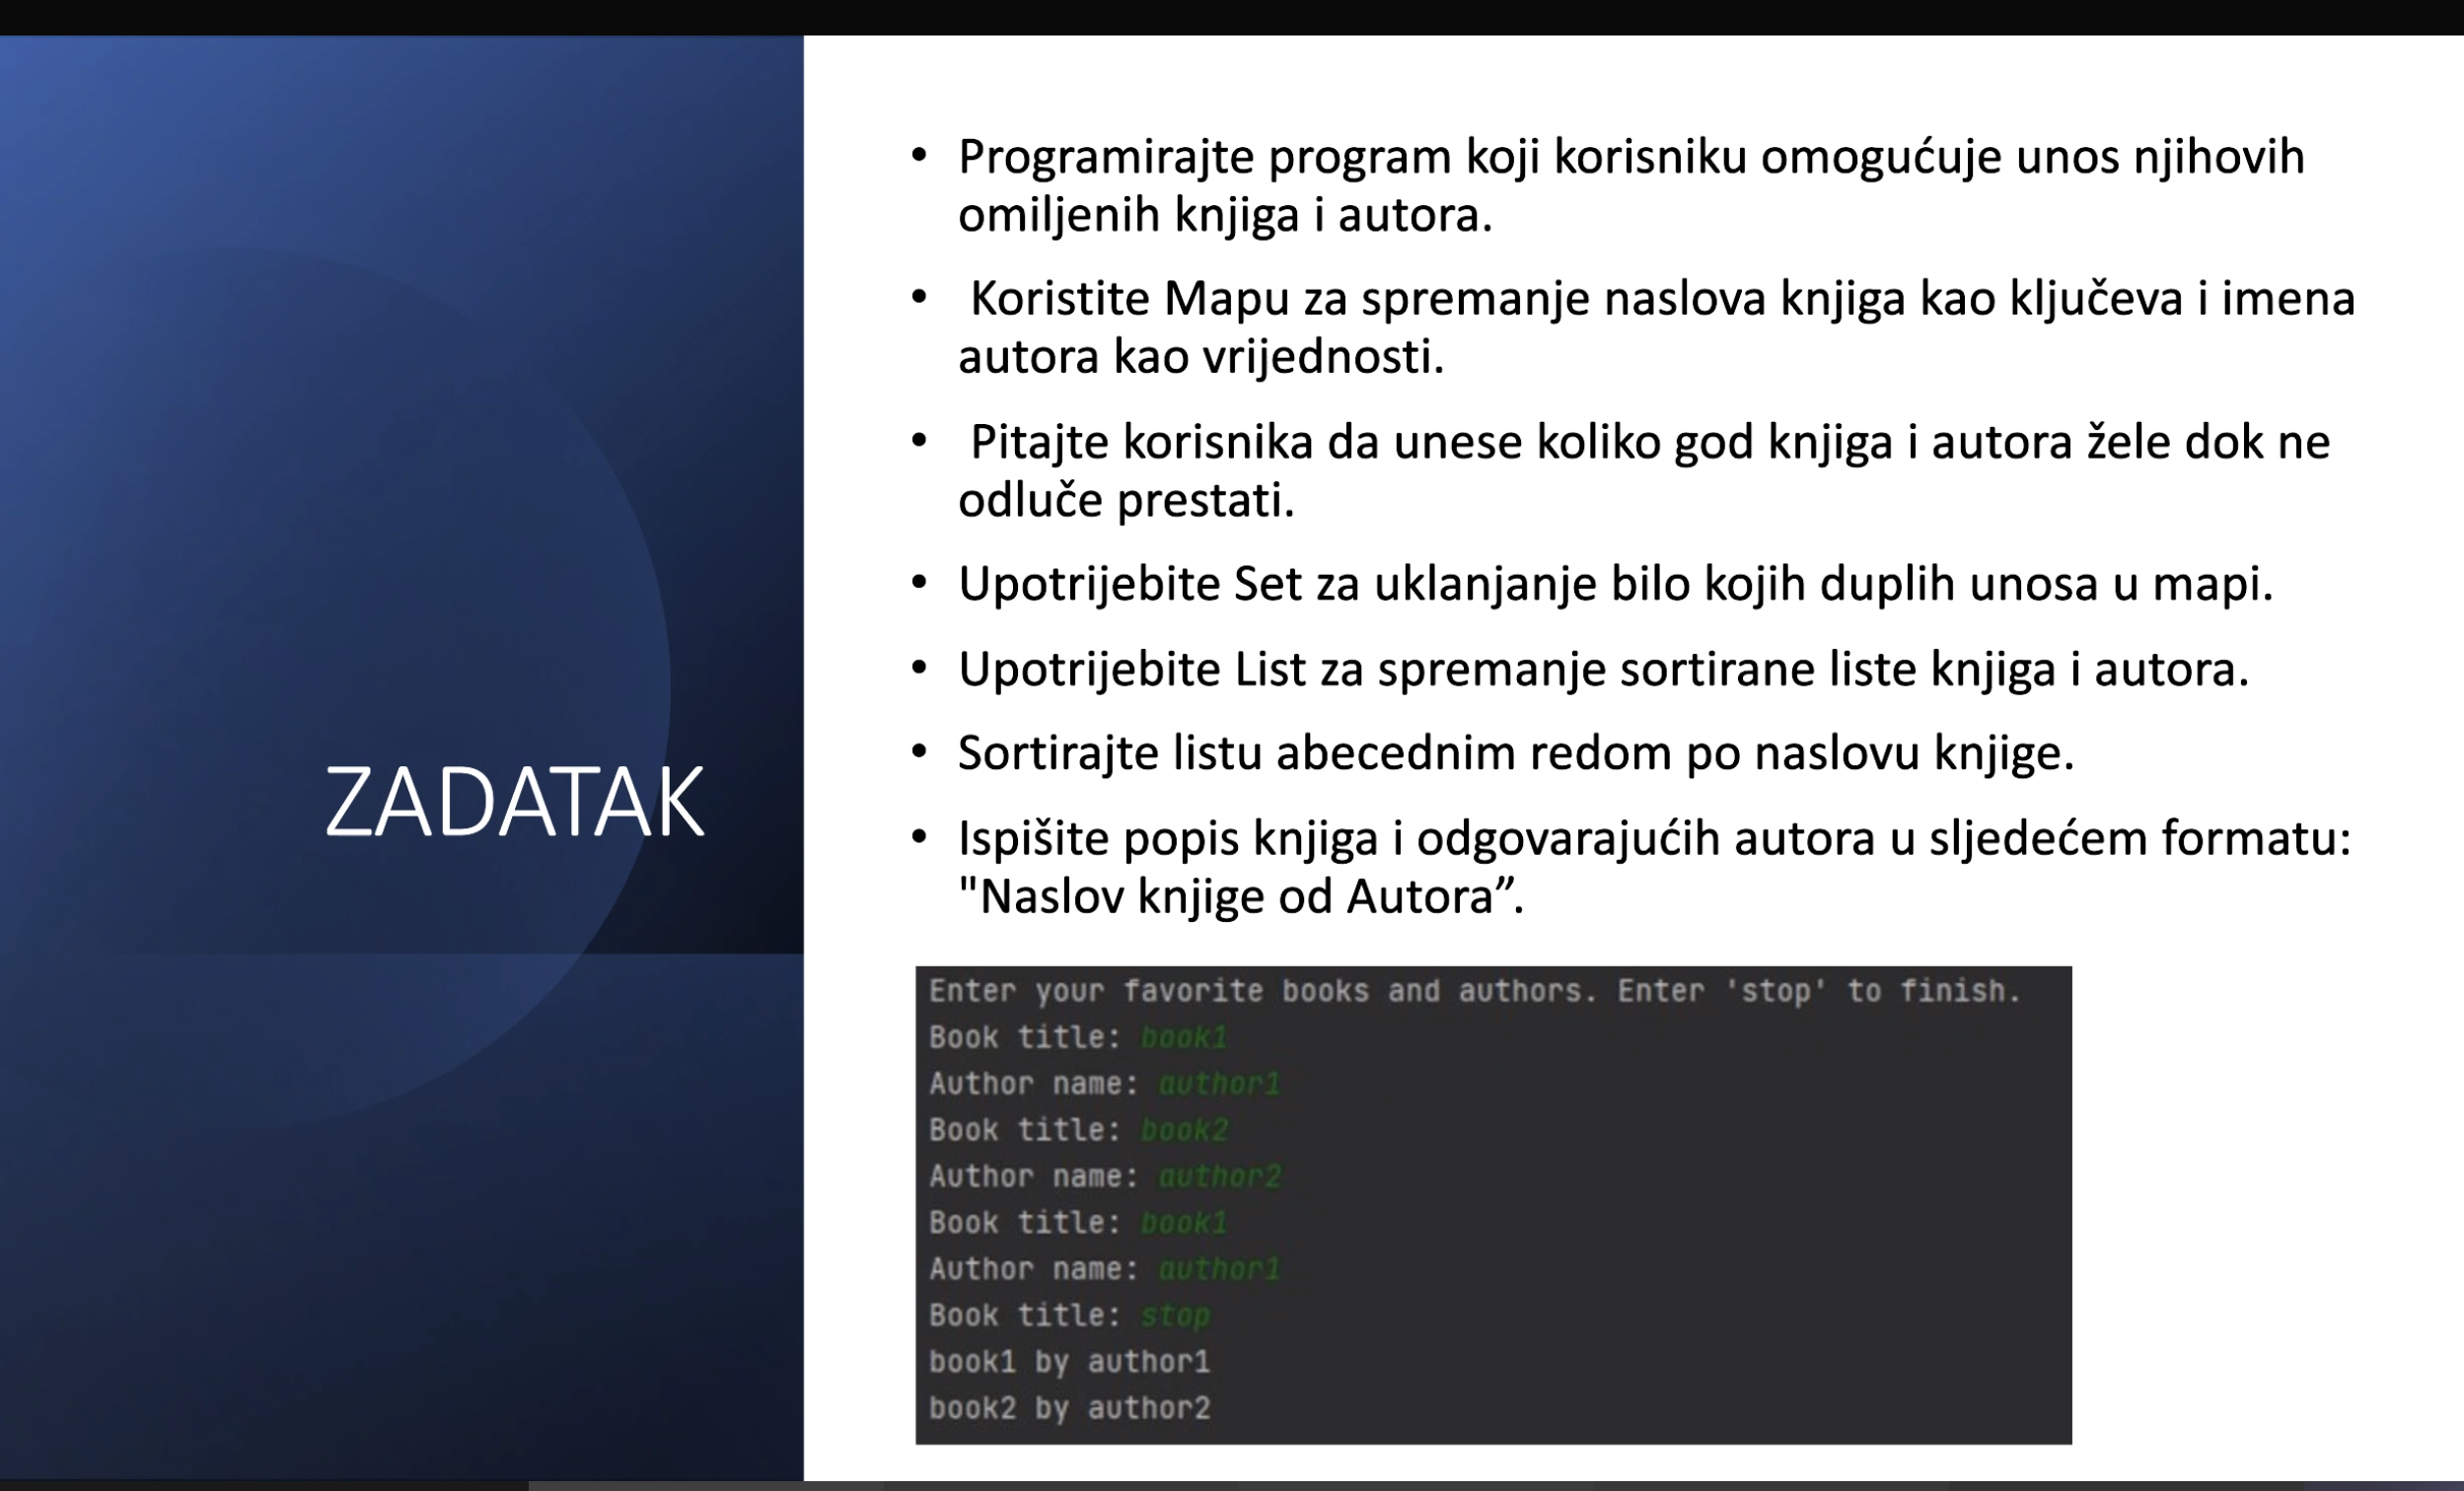 ZADATAK
• Programirajte program koji korisniku omogućuje unos njihovih
omiljenih knjiga i autora.
• Koristite Mapu za spremanje naslova knjiga kao ključeva i imena
autora kao vrijednosti.
• Pitajte korisnika da unese koliko god knjiga i autora žele dok ne
odluče prestati.
• Upotrijebite Set za uklanjanje bilo kojih duplih unosa u mapi.
• Upotrijebite List za spremanje sortirane liste knjiga i autora.
• Sortirajte listu abecednim redom po naslovu knjige.
• Ispišite popis knjiga i odgovarajućih autora u sljedećem formatu:
"Naslov knjige od Autora”.
Enter your favorite books and authors. Enter 'stop' to finish.
Book title: book1
Author name: author1
Book title: book2
Author name: author2
Book title: book1
Author name: author1
Book title: stop
book1 by author1
book2 by author2